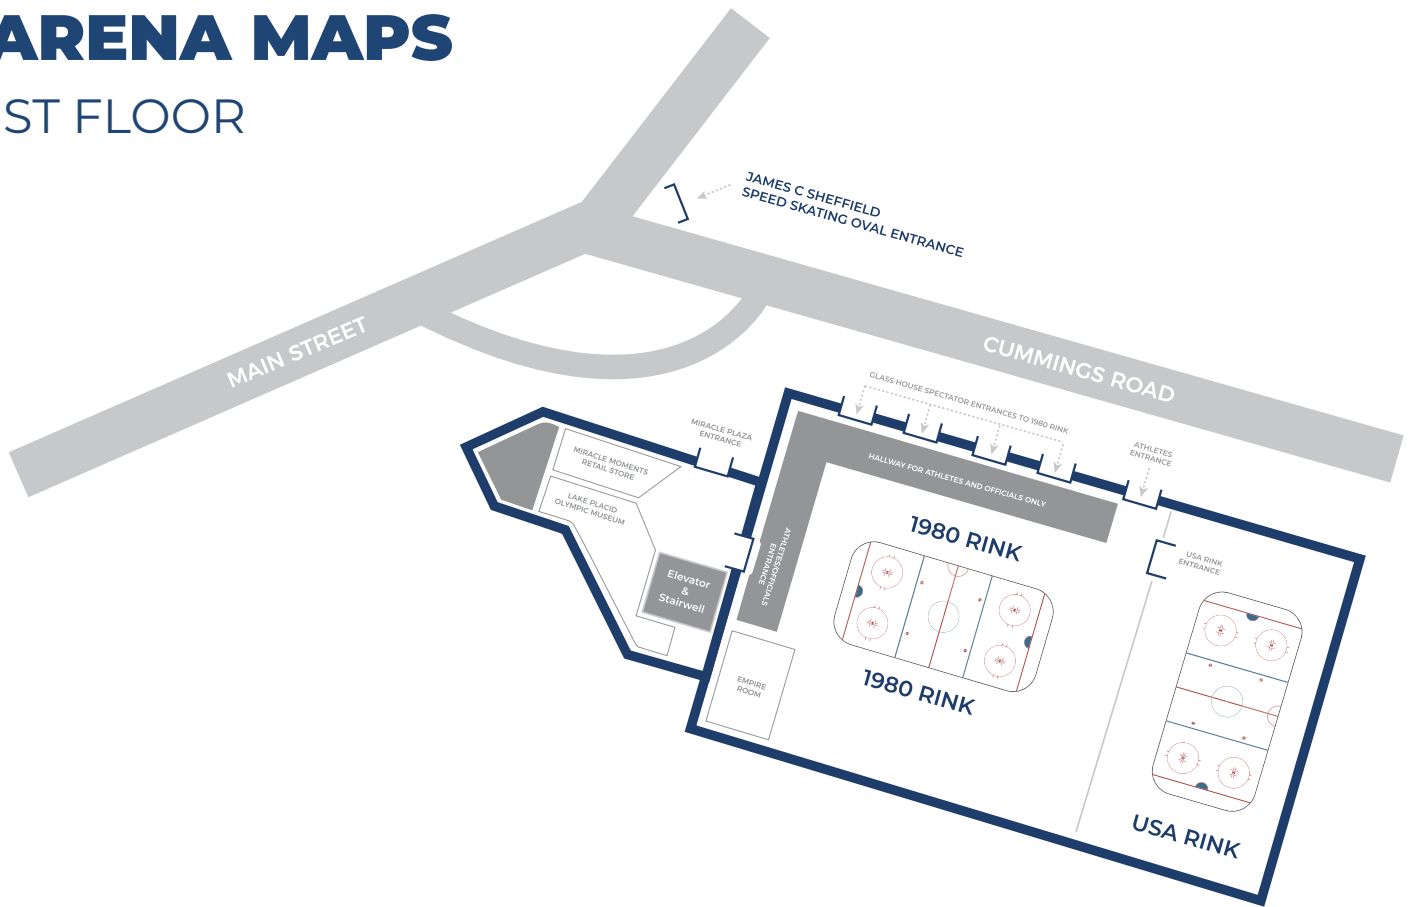 ARENA MAPS
ST FLOOR
JAMES C SHEFFIELD
SPEED SKATING OVAL ENTRANCE
MAIN STREET
CUMMINGS ROAD
GLASS HOUSE SPECTATOR ENTRANCES TO 1980 RINK
MIRACLE PLAZA
ENTRANCE
ATHLETES
ENTRANCE
MIRACLE MOMENTS
RETAIL STORE
LAKE PLACID
OLYMPIC MUSEUM
HALLWAY FOR ATHLETES AND OFFICIALS ONLY
1980 RINK
ATHLETES/OFFICIALS
ENTRANCE
USA RINK
ENTRANCE
Elevator
&
Stairwell
EMPIRE
ROOM
1980 RINK
USA RINK